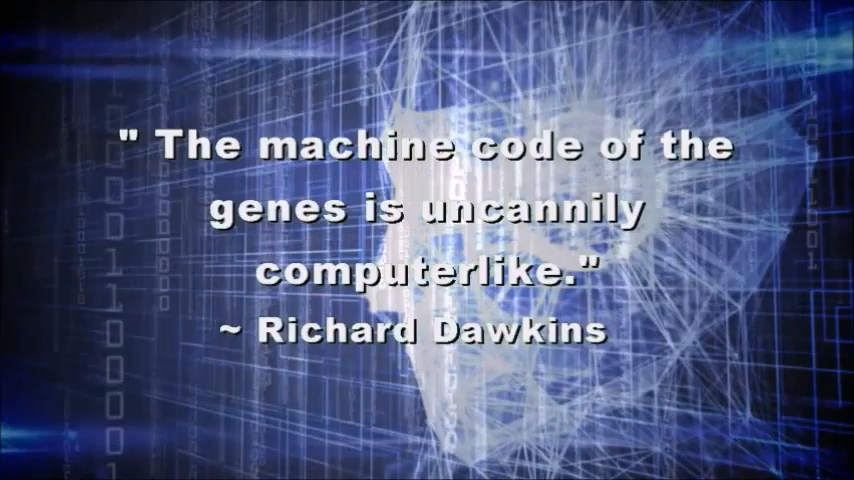 " The machine code of the
genes is uncannily
computerlike."
~ Richard Dawkins